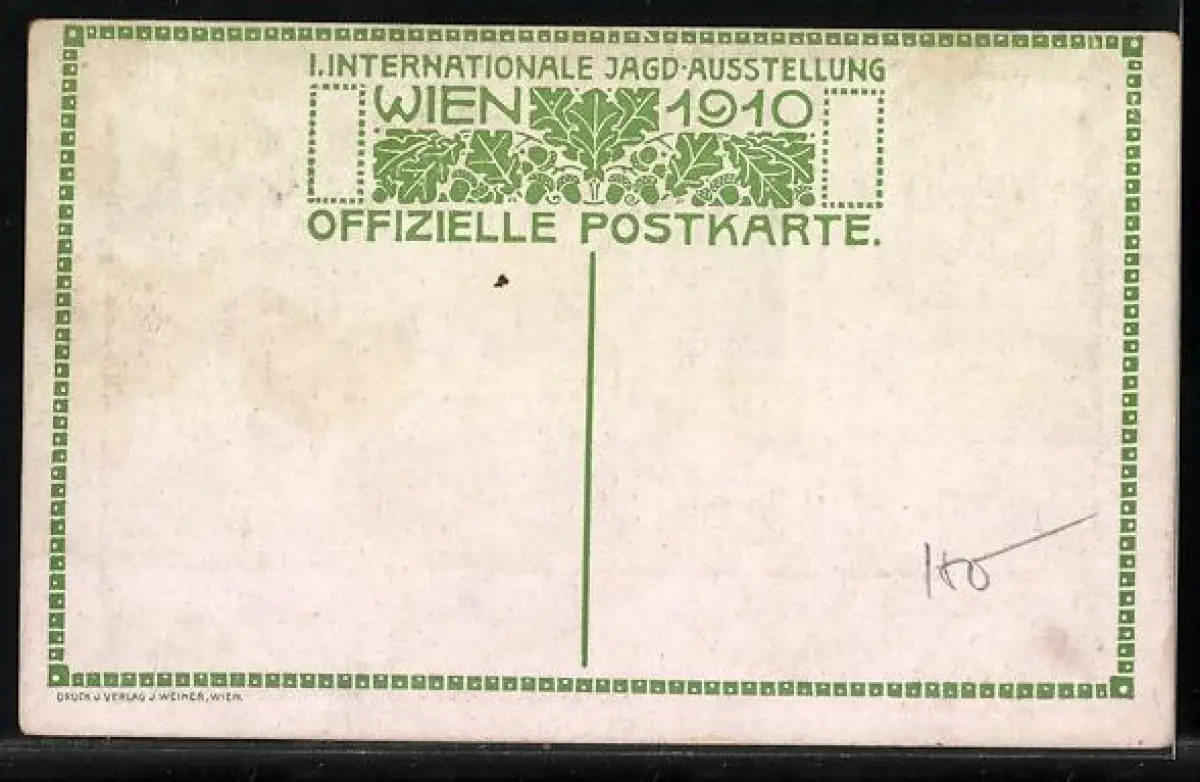 I. INTERNATIONALE JAGD-AUSSTELLUNG
WIEN 1910
OFFIZIELLE POSTKARTE.
DRUCK U. VERLAG J. WEINER, WIEN.